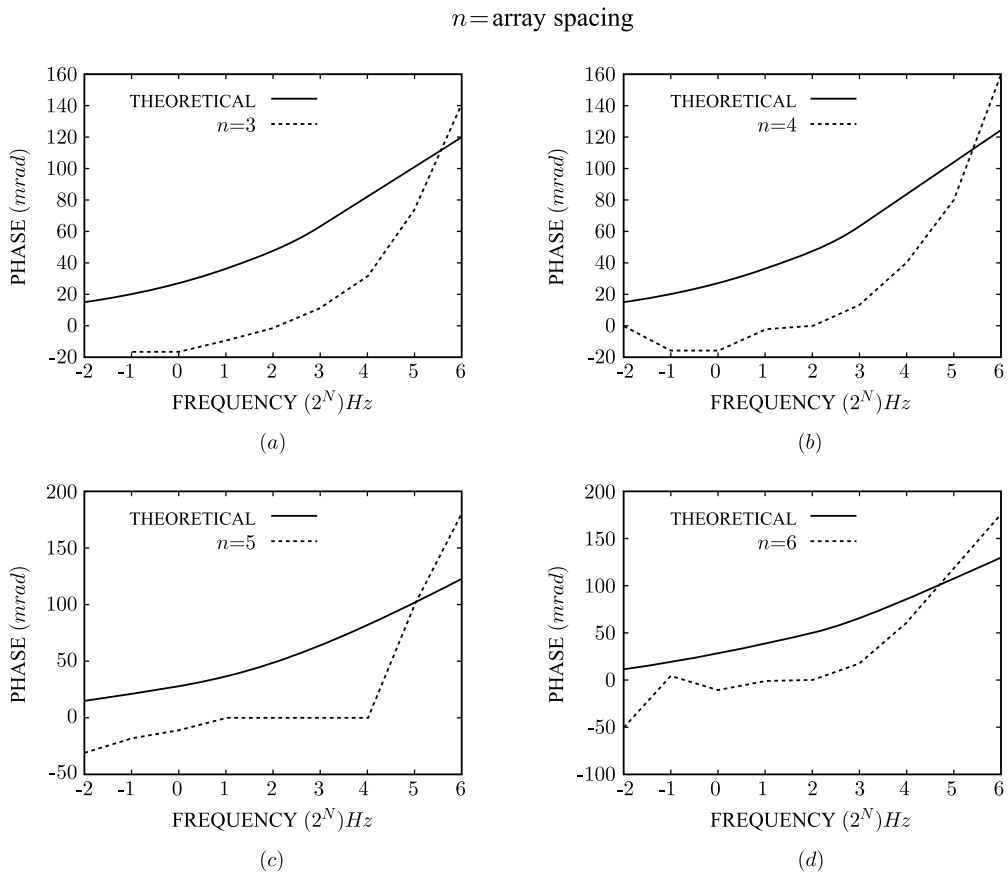 n=array spacing
160
140
120
100
80
60
40
20
0
-20
PHASE (mrad)
THEORETICAL
n=3
-2 -1 0 1 2 3 4 5 6
FREQUENCY (2^N)Hz
(a)
160
140
120
100
80
60
40
20
0
-20
PHASE (mrad)
THEORETICAL
n=4
-2 -1 0 1 2 3 4 5 6
FREQUENCY (2^N)Hz
(b)
200
150
100
50
0
-50
PHASE (mrad)
THEORETICAL
n=5
-2 -1 0 1 2 3 4 5 6
FREQUENCY (2^N)Hz
(c)
200
150
100
50
0
-50
-100
PHASE (mrad)
THEORETICAL
n=6
-2 -1 0 1 2 3 4 5 6
FREQUENCY (2^N)Hz
(d)